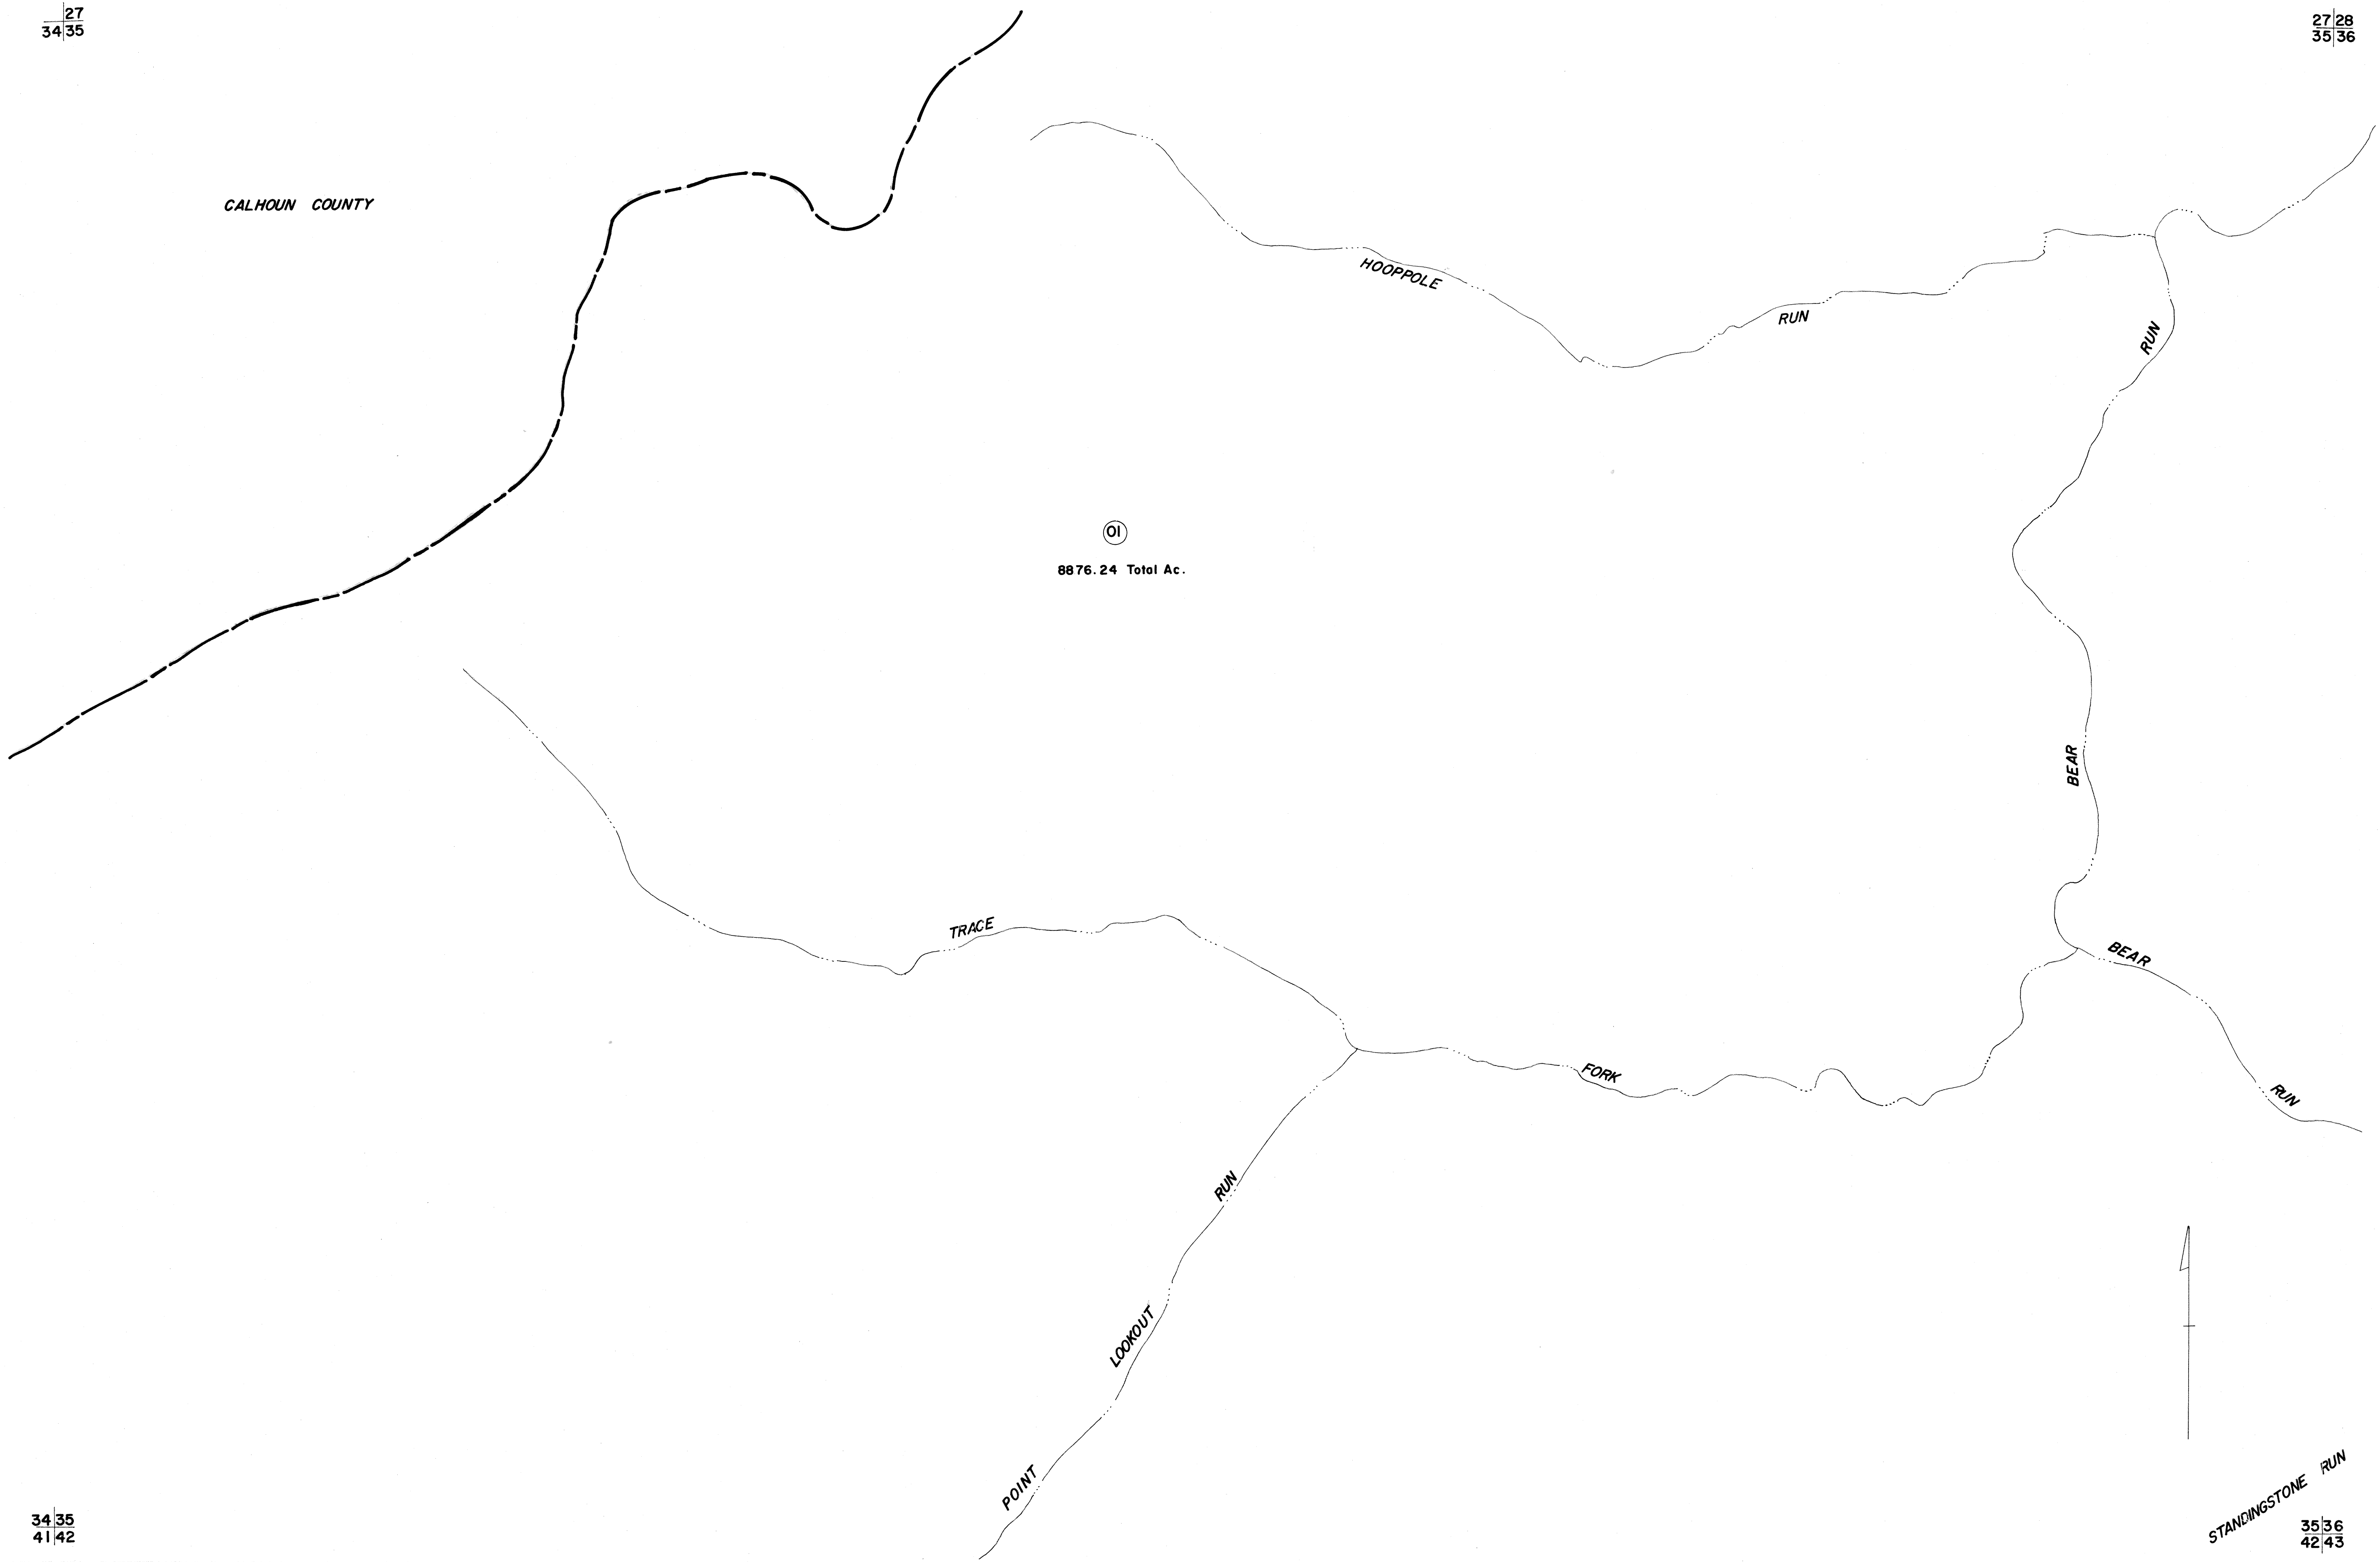 27
34 35
27 28
35 36
CALHOUN COUNTY
HOOPPOLE RUN
RUN
BEAR
01
8876.24 Total Ac.
TRACE FORK
BEAR RUN
RUN
LOOKOUT
POINT
STANDINGSTONE RUN
34 35
41 42
35 36
42 43